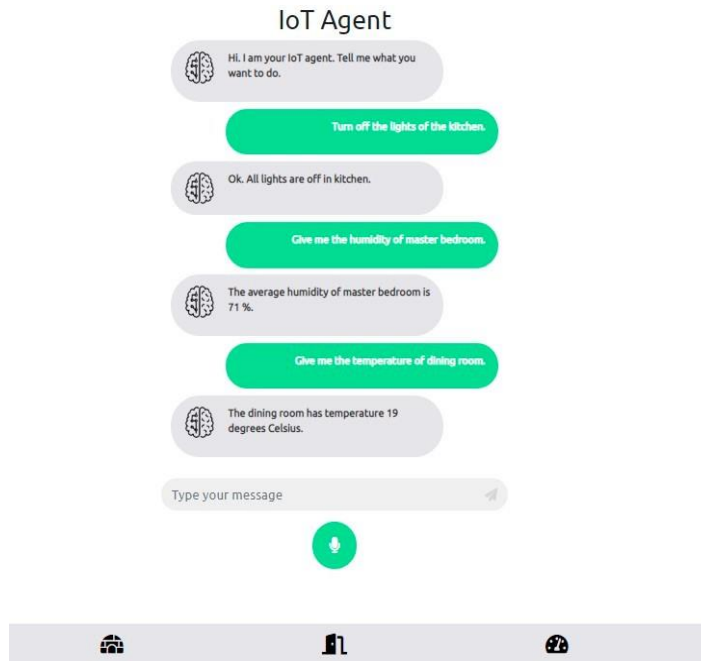 IoT Agent
Hi. I am your IoT agent. Tell me what you
want to do.
Turn off the lights of the kitchen.
Ok. All lights are off in kitchen.
Give me the humidity of master bedroom.
The average humidity of master bedroom is
71 %.
Give me the temperature of dining room.
The dining room has temperature 19
degrees Celsius.
Type your message